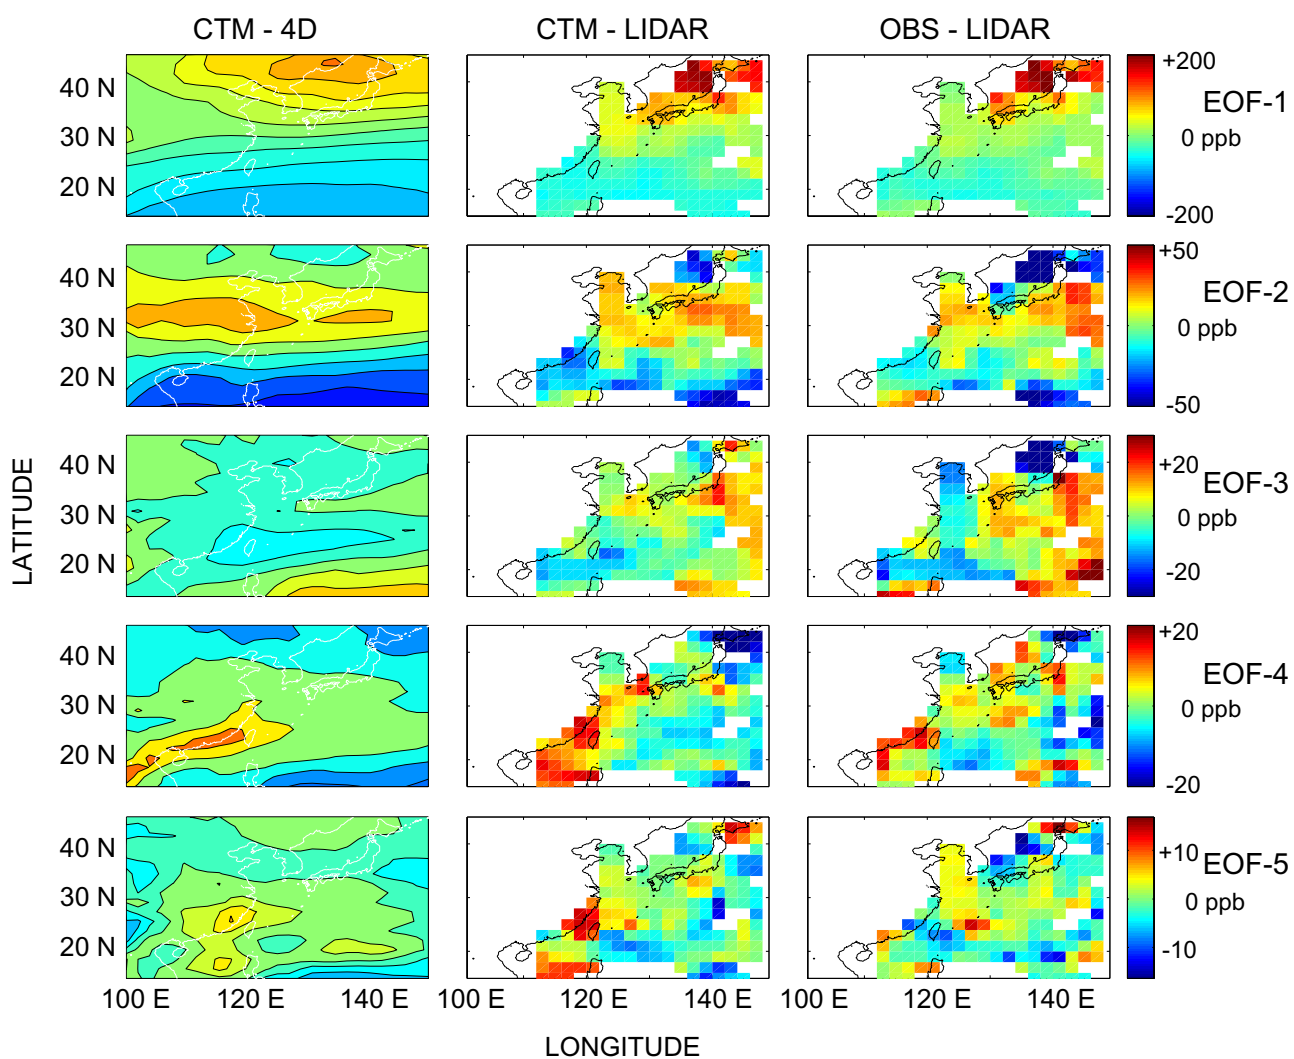 CTM - 4D CTM - LIDAR OBS - LIDAR
40 N
30 N
20 N
+200
0 ppb
-200
EOF-1
40 N
30 N
20 N
+50
0 ppb
-50
EOF-2
40 N
30 N
20 N
+20
0 ppb
-20
EOF-3
40 N
30 N
20 N
+20
0 ppb
-20
EOF-4
40 N
30 N
20 N
+10
0 ppb
-10
EOF-5
LATITUDE
100 E 120 E 140 E 100 E 120 E 140 E 100 E 120 E 140 E
LONGITUDE